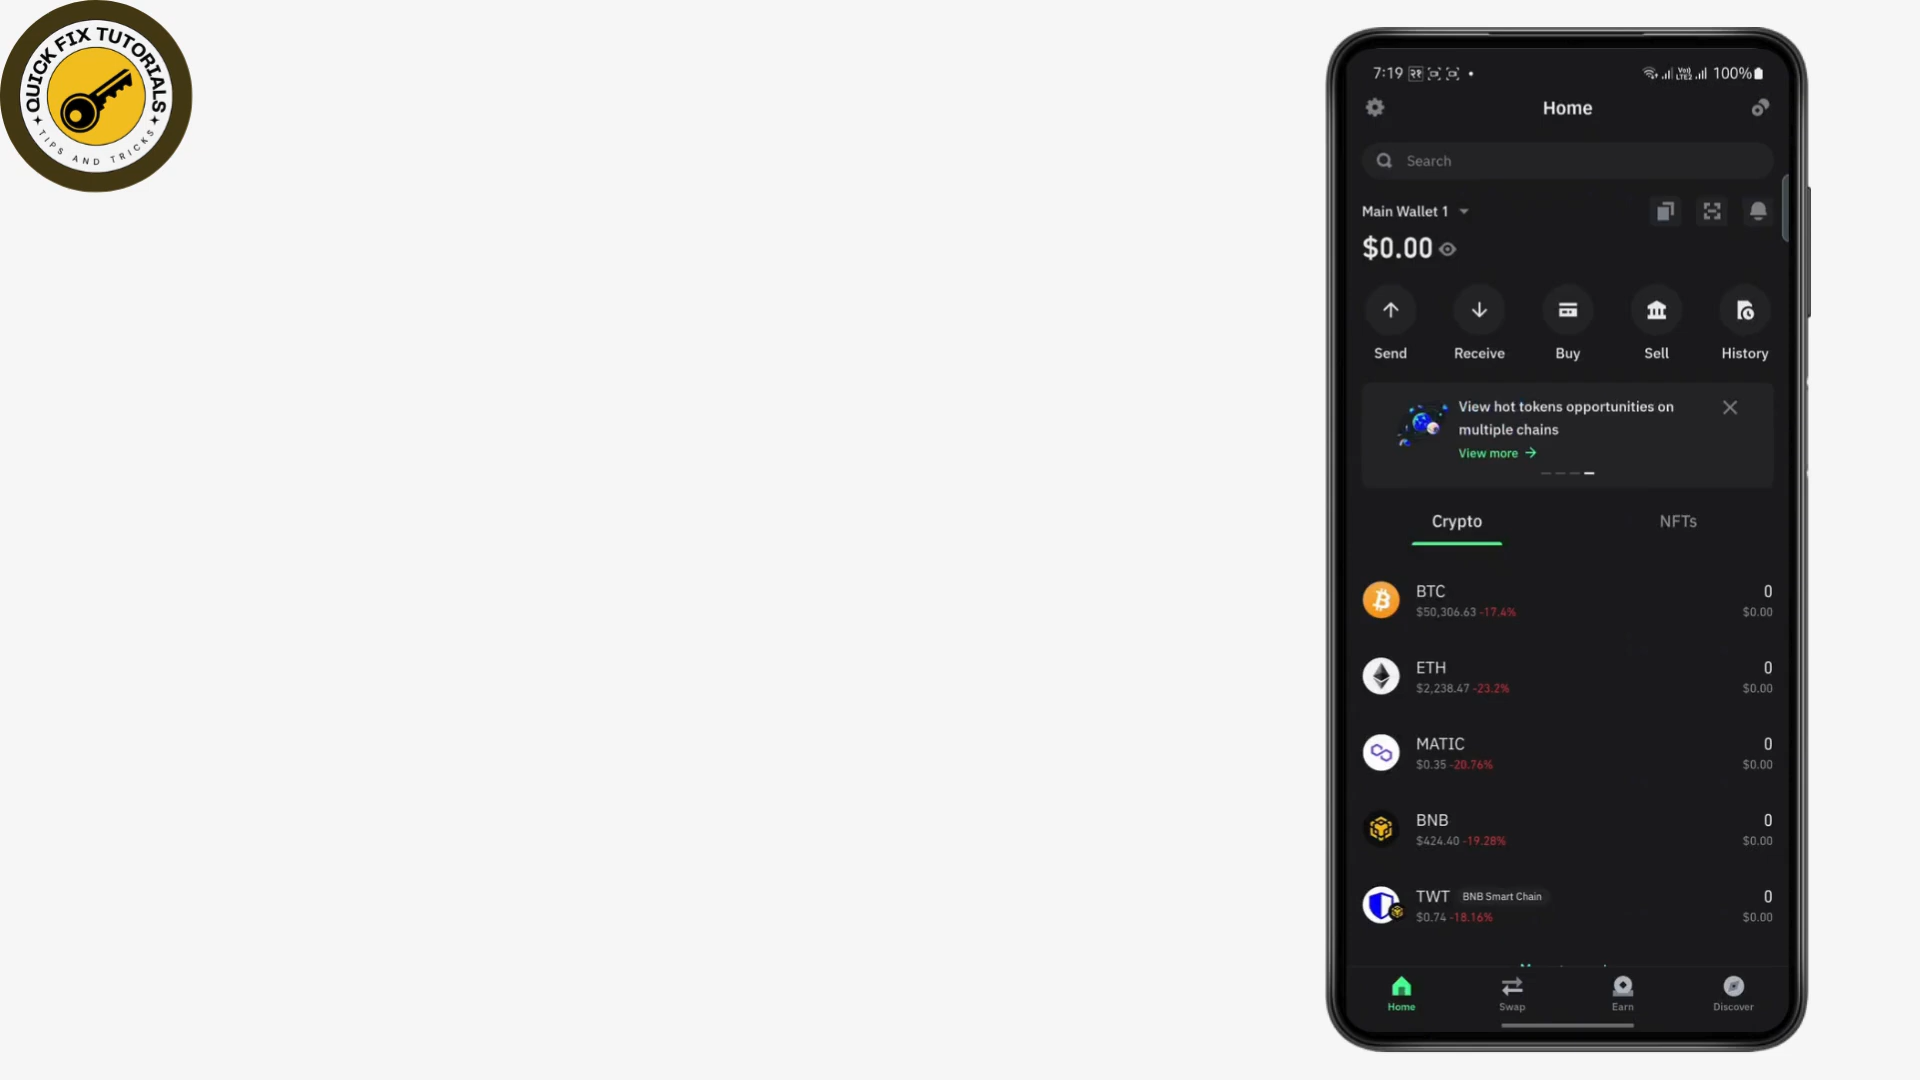 QUICK FIX TUTORIALS
TIPS AND TRICKS
7:19
100%
Home
Search
Main Wallet 1
$0.00
Send Receive Buy Sell History
View hot tokens opportunities on
multiple chains
View more
Crypto NFTs
BTC 0
$50,306.63 -17.4% $0.00
ETH 0
$2,238.47 -23.2% $0.00
MATIC 0
$0.35 -20.76% $0.00
BNB 0
$424.40 -19.28% $0.00
TWT BNB Smart Chain 0
$0.74 -18.16% $0.00
Home Swap Earn Discover